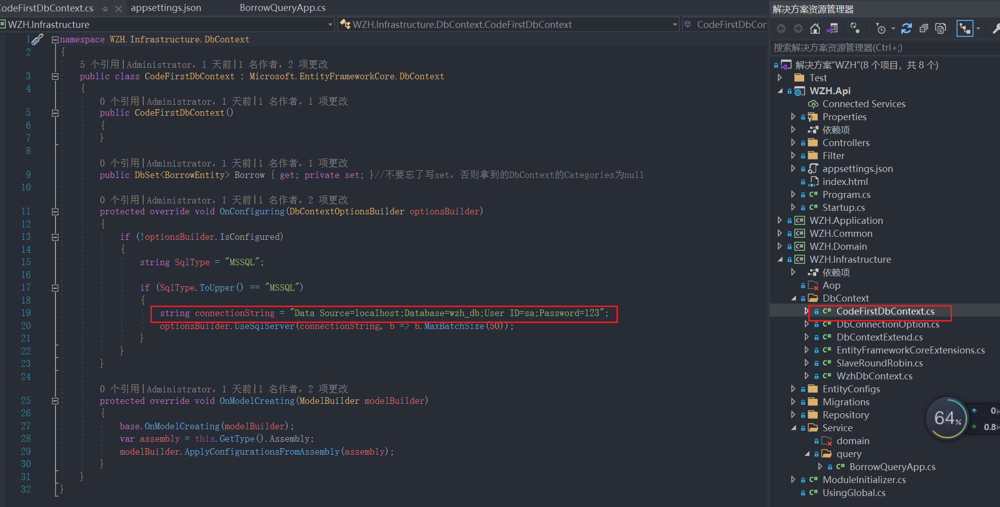 CodeFirstDbContext.cs
appsettings.json
BorrowQueryApp.cs
WZH.Infrastructure
WZH.Infrastructure.DbContext.CodeFirstDbContext
CodeFirstDbCon
1 namespace WZH.Infrastructure.DbContext
2 {
5 个引用|Administrator，1 天前|1 名作者，2 项更改
3 public class CodeFirstDbContext : Microsoft.EntityFrameworkCore.DbContext
4 {
0 个引用|Administrator，1 天前|1 名作者，1 项更改
5 public CodeFirstDbContext()
6 {
7 }
8
0 个引用|Administrator，1 天前|1 名作者，1 项更改
9 public DbSet<BorrowEntity> Borrow { get; private set; }//不要忘了写set，否则拿到的DbContext的Categories为null
10
0 个引用|Administrator，1 天前|1 名作者，2 项更改
11 protected override void OnConfiguring(DbContextOptionsBuilder optionsBuilder)
12 {
13 if (!optionsBuilder.IsConfigured)
14 {
15 string SqlType = "MSSQL";
16
17 if (SqlType.ToUpper() == "MSSQL")
18 {
19 string connectionString = "Data Source=localhost;Database=wzh_db;User ID=sa;Password=123";
20 optionsBuilder.UseSqlServer(connectionString, b => b.MaxBatchSize(50));
21 }
22 }
23 }
24
0 个引用|Administrator，1 天前|1 名作者，2 项更改
25 protected override void OnModelCreating(ModelBuilder modelBuilder)
26 {
27 base.OnModelCreating(modelBuilder);
28 var assembly = this.GetType().Assembly;
29 modelBuilder.ApplyConfigurationsFromAssembly(assembly);
30 }
31 }
32 }
解决方案资源管理器
搜索解决方案资源管理器(Ctrl+;)
解决方案"WZH"(8 个项目，共 8 个)
Test
WZH.Api
Connected Services
Properties
依赖项
Controllers
Filter
appsettings.json
index.html
C# Program.cs
C# Startup.cs
C# WZH.Application
C# WZH.Common
C# WZH.Domain
C# WZH.Infrastructure
依赖项
Aop
DbContext
C# CodeFirstDbContext.cs
C# DbConnectionOption.cs
C# DbContextExtend.cs
C# EntityFrameworkCoreExtensions.cs
C# SlaveRoundRobin.cs
C# WzhDbContext.cs
EntityConfigs
Migrations
Repository
Service
domain
query
C# BorrowQueryApp.cs
C# ModuleInitializer.cs
C# UsingGlobal.cs
64%
0K
0.8K